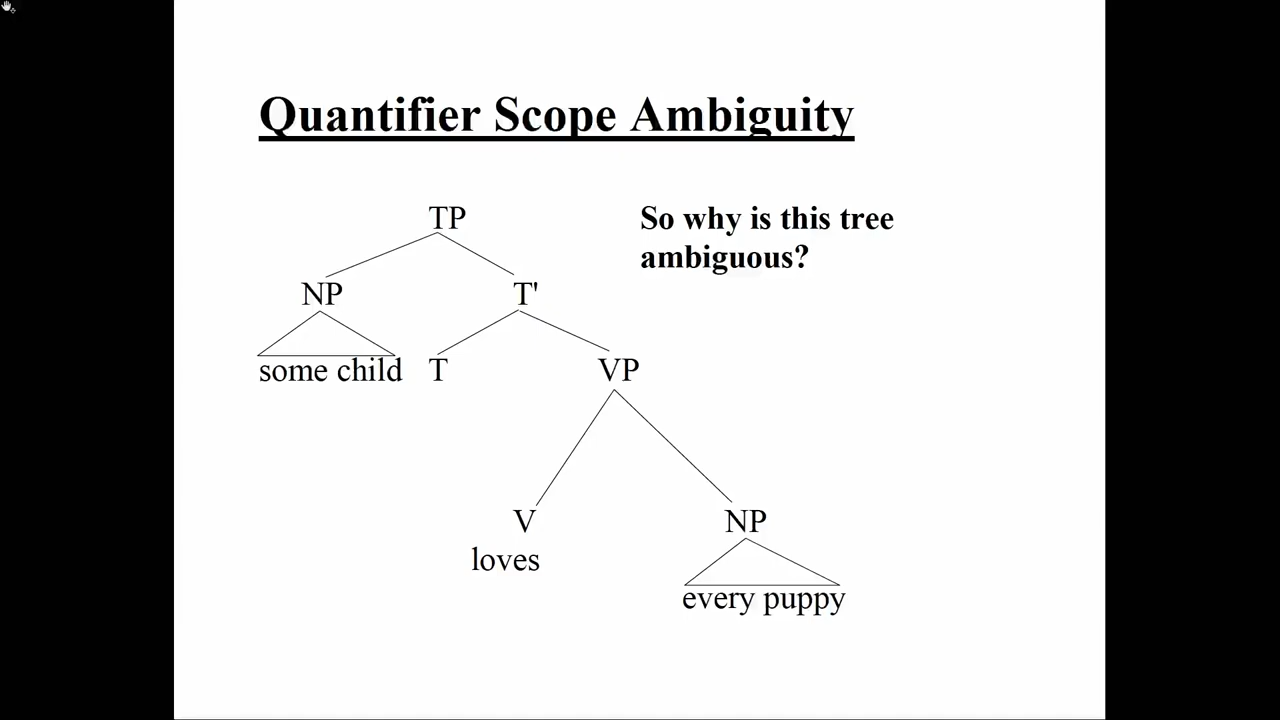 Quantifier Scope Ambiguity
So why is this tree
ambiguous?
TP
NP T'
some child T VP
V NP
loves
every puppy